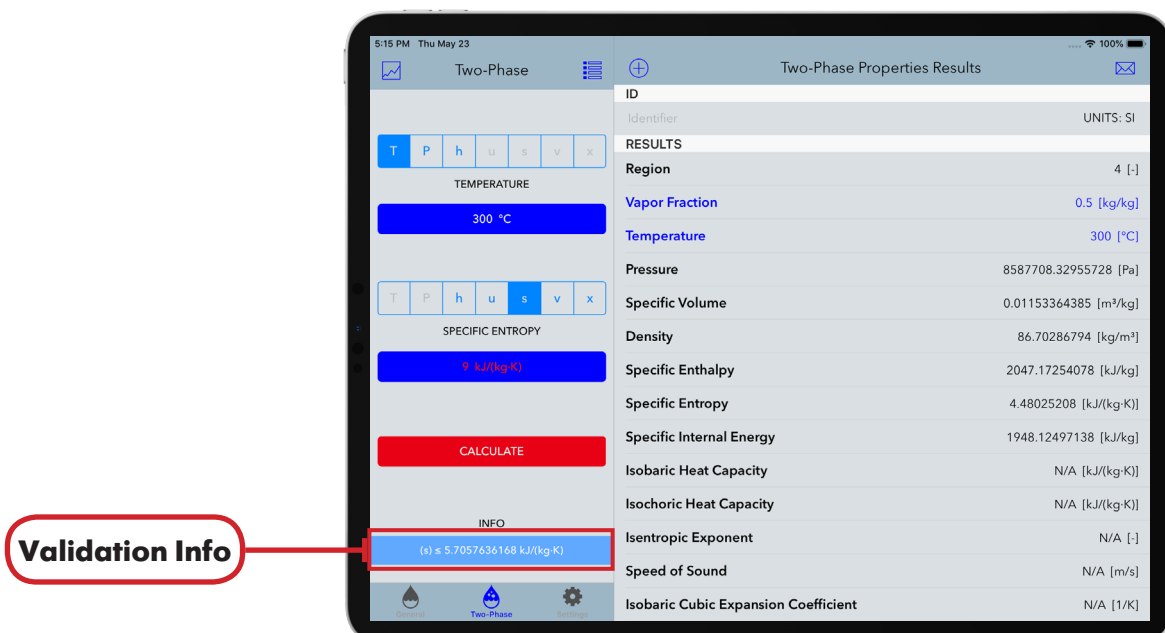 5:15 PM Thu May 23
100%
Two-Phase
Two-Phase Properties Results
ID
Identifier
UNITS: SI
RESULTS
T P h u s v x
TEMPERATURE
300 °C
T P h u s v x
SPECIFIC ENTROPY
9 kJ/(kg·K)
CALCULATE
INFO
(s) ≤ 5.7057636168 kJ/(kg·K)
General
Two-Phase
Settings
Region 4 [-]
Vapor Fraction 0.5 [kg/kg]
Temperature 300 [°C]
Pressure 8587708.32955728 [Pa]
Specific Volume 0.01153364385 [m³/kg]
Density 86.70286794 [kg/m³]
Specific Enthalpy 2047.17254078 [kJ/kg]
Specific Entropy 4.48025208 [kJ/(kg·K)]
Specific Internal Energy 1948.12497138 [kJ/kg]
Isobaric Heat Capacity N/A [kJ/(kg·K)]
Isochoric Heat Capacity N/A [kJ/(kg·K)]
Isentropic Exponent N/A [-]
Speed of Sound N/A [m/s]
Isobaric Cubic Expansion Coefficient N/A [1/K]
Validation Info